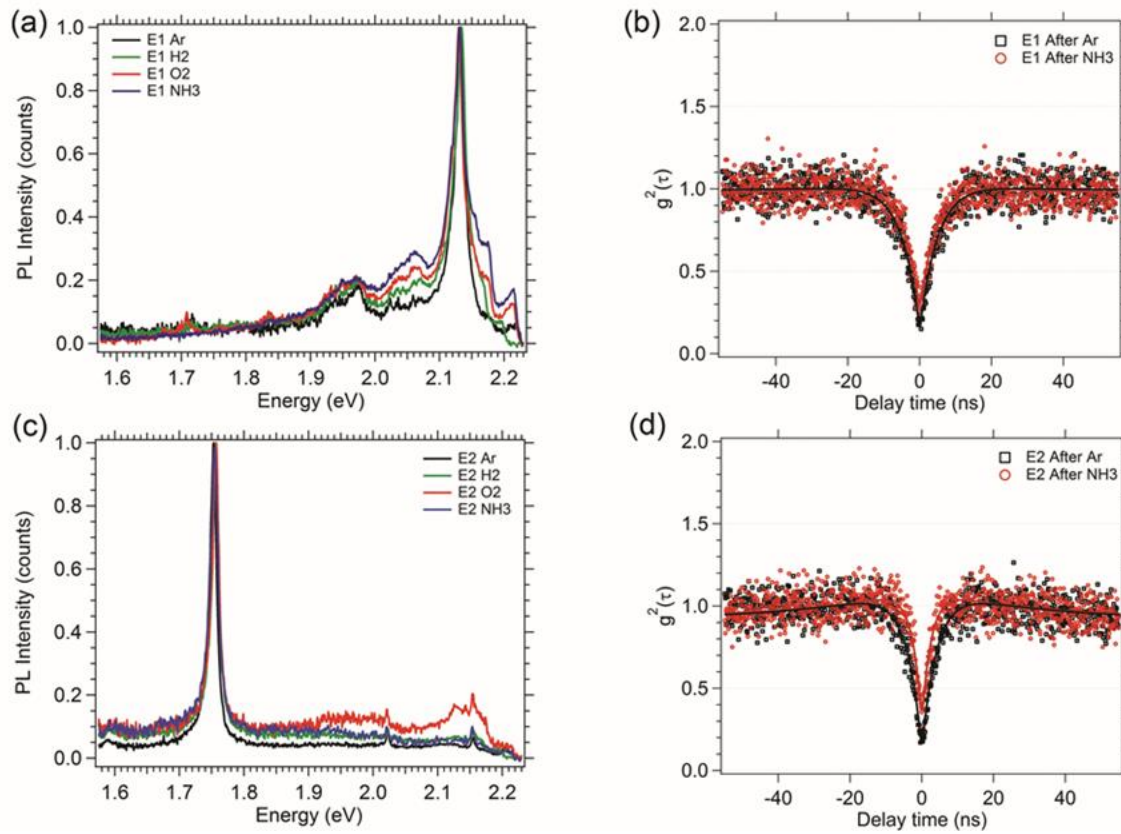 (a)
E1 Ar
E1 H2
E1 O2
E1 NH3
PL Intensity (counts)
1.0
0.8
0.6
0.4
0.2
0.0
1.6 1.7 1.8 1.9 2.0 2.1 2.2
Energy (eV)
(b)
E1 After Ar
E1 After NH3
g²(τ)
2.0
1.5
1.0
0.5
0.0
-40 -20 0 20 40
Delay time (ns)
(c)
E2 Ar
E2 H2
E2 O2
E2 NH3
PL Intensity (counts)
1.0
0.8
0.6
0.4
0.2
0.0
1.6 1.7 1.8 1.9 2.0 2.1 2.2
Energy (eV)
(d)
E2 After Ar
E2 After NH3
g²(τ)
2.0
1.5
1.0
0.5
0.0
-40 -20 0 20 40
Delay time (ns)